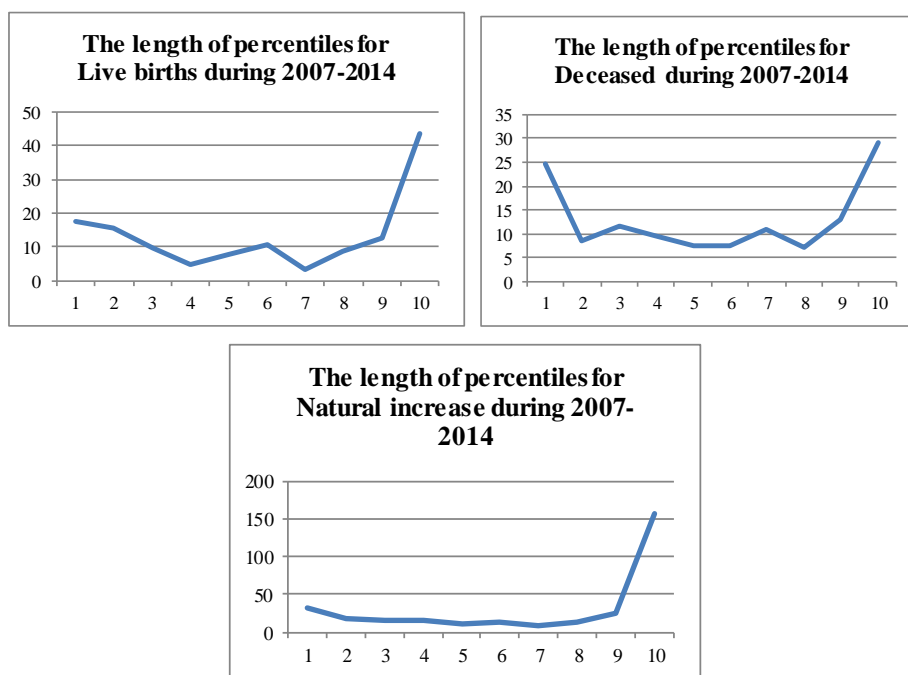 The length of percentiles for
Live births during 2007-2014
50
40
30
20
10
0
1 2 3 4 5 6 7 8 9 10
The length of percentiles for
Deceased during 2007-2014
35
30
25
20
15
10
5
0
1 2 3 4 5 6 7 8 9 10
The length of percentiles for
Natural increase during 2007-
2014
200
150
100
50
0
1 2 3 4 5 6 7 8 9 10